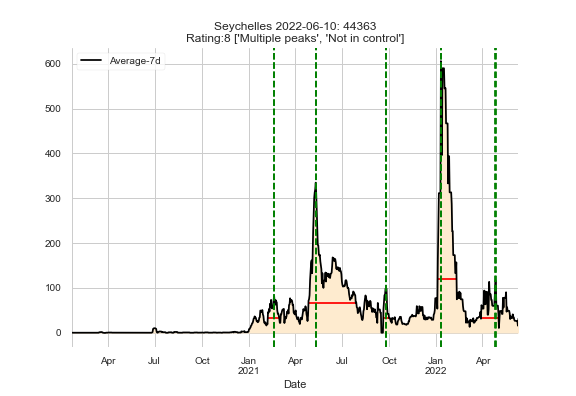 Seychelles 2022-06-10: 44363
Rating:8 ['Multiple peaks', 'Not in control']
Average-7d
600
500
400
300
200
100
0
Apr Jul Oct Jan Apr Jul Oct Jan Apr
2021 2022
Date